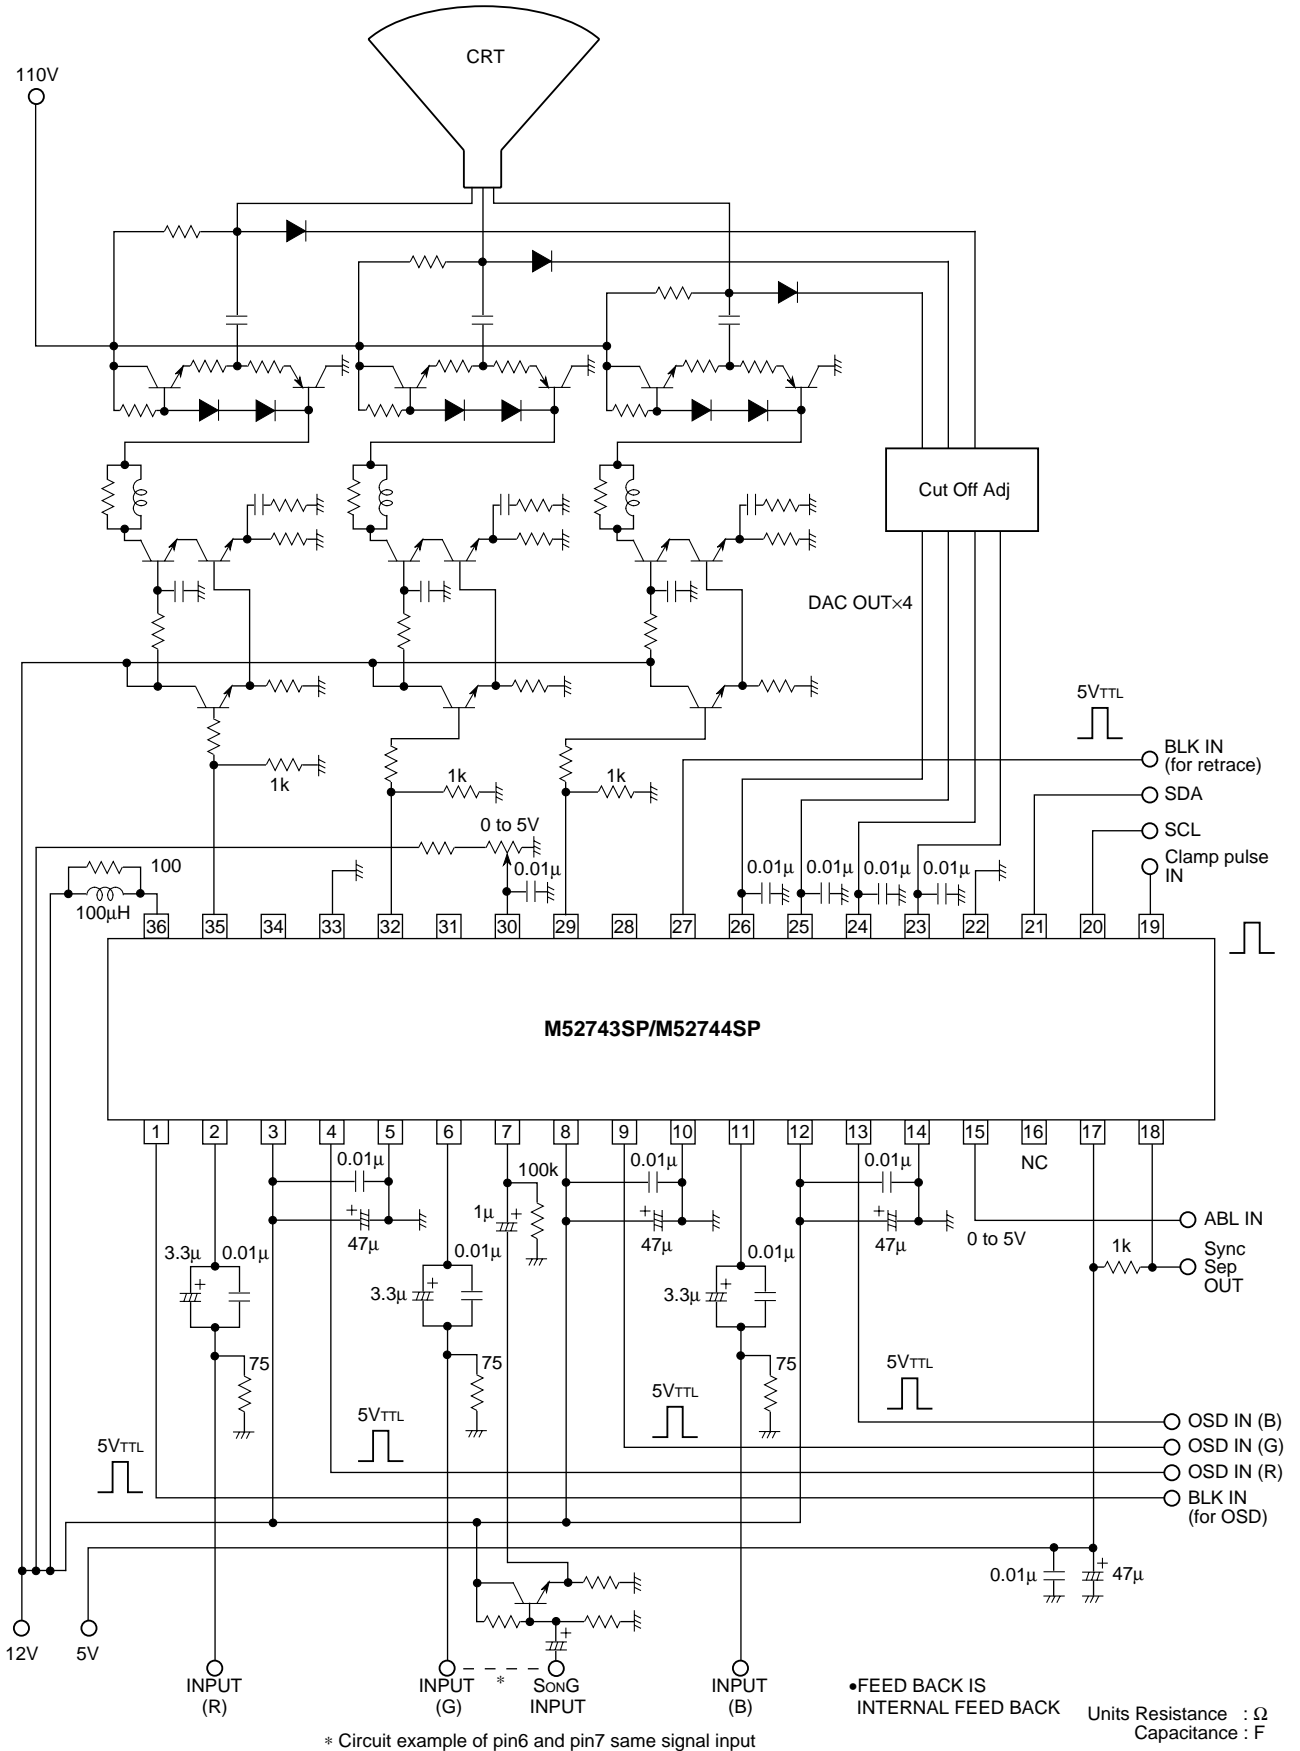 CRT
110V
Cut Off Adj
DAC OUT×4
5VTTL
BLK IN
(for retrace)
SDA
SCL
Clamp pulse
IN
1k
1k
1k
0 to 5V
0.01μ
100
100μH
0.01μ
0.01μ
0.01μ
0.01μ
36
35
34
33
32
31
30
29
28
27
26
25
24
23
22
21
20
19
M52743SP/M52744SP
1
2
3
4
5
6
7
8
9
10
11
12
13
14
15
16
17
18
NC
0.01μ
47μ
100k
1μ
0.01μ
47μ
0.01μ
47μ
0 to 5V
ABL IN
1k
Sync
Sep
OUT
3.3μ
0.01μ
3.3μ
0.01μ
3.3μ
0.01μ
75
75
75
5VTTL
5VTTL
5VTTL
5VTTL
OSD IN (B)
OSD IN (G)
OSD IN (R)
BLK IN
(for OSD)
0.01μ
47μ
12V
5V
INPUT
(R)
INPUT
(G)
*
SONG
INPUT
INPUT
(B)
•FEED BACK IS
INTERNAL FEED BACK
Units Resistance : Ω
Capacitance : F
* Circuit example of pin6 and pin7 same signal input